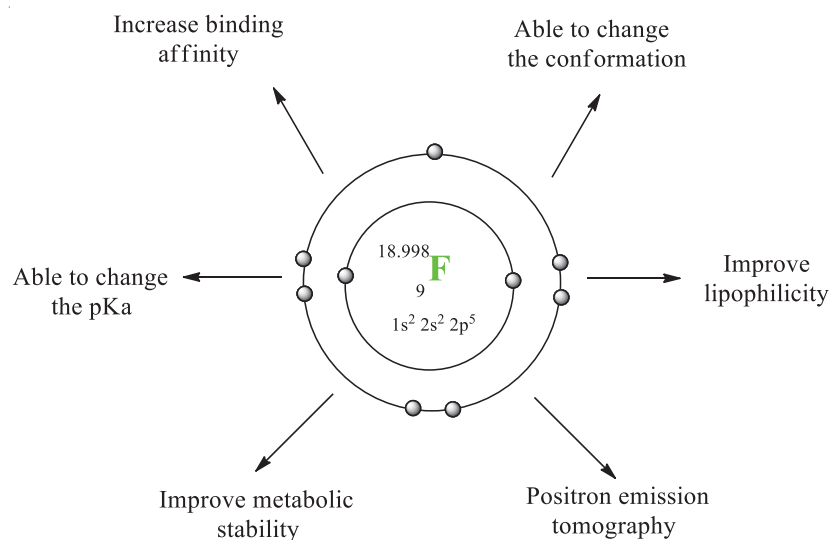 Increase binding
affinity
Able to change
the conformation
Able to change
the pKa
18.998
F
9
1s² 2s² 2p⁵
Improve
lipophilicity
Improve metabolic
stability
Positron emission
tomography